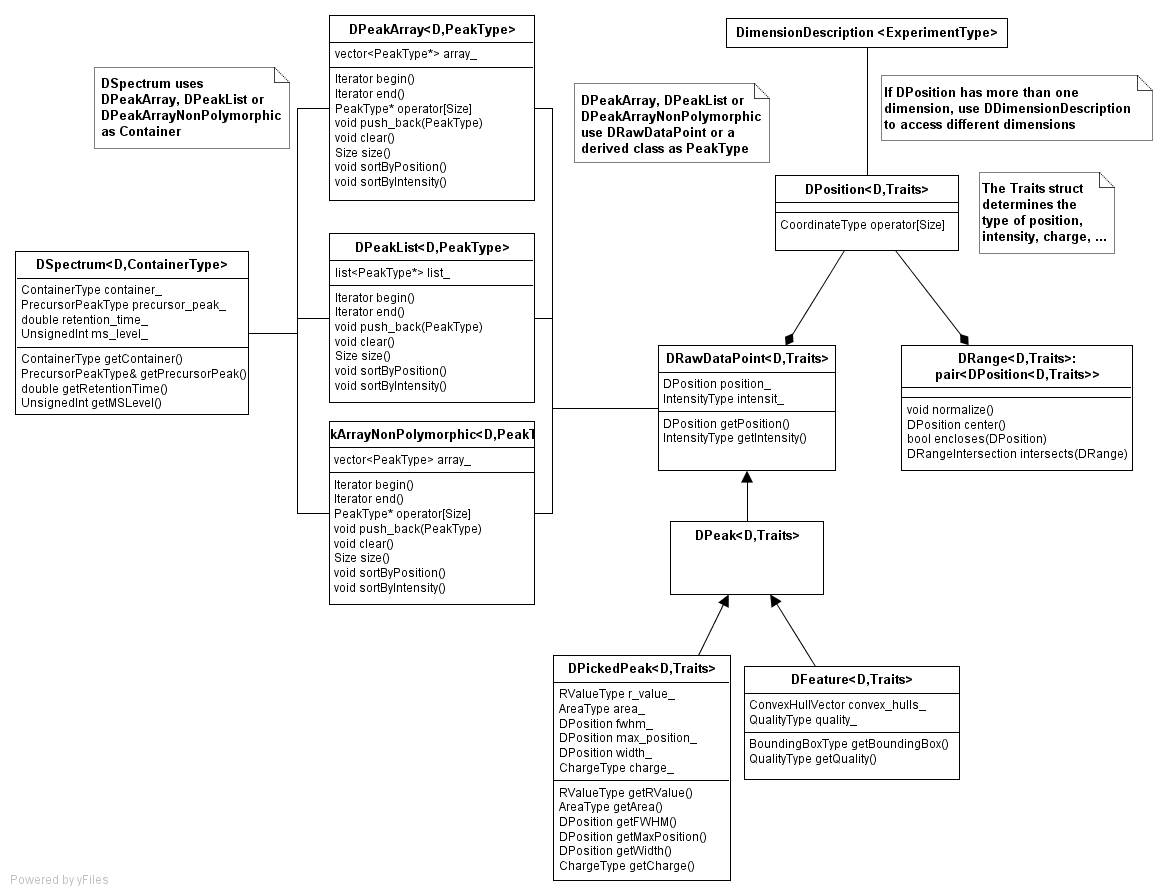 DPeakArray<D,PeakType>
vector<PeakType*> array_
Iterator begin()
Iterator end()
PeakType* operator[Size]
void push_back(PeakType)
void clear()
Size size()
void sortByPosition()
void sortByIntensity()
DimensionDescription <ExperimentType>
DSpectrum uses
DPeakArray, DPeakList or
DPeakArrayNonPolymorphic
as Container
DPeakArray, DPeakList or
DPeakArrayNonPolymorphic
use DRawDataPoint or a
derived class as PeakType
If DPosition has more than one
dimension, use DDimensionDescription
to access different dimensions
DPosition<D,Traits>
CoordinateType operator[Size]
The Traits struct
determines the
type of position,
intensity, charge, ...
DSpectrum<D,ContainerType>
ContainerType container_
PrecursorPeakType precursor_peak_
double retention_time_
UnsignedInt ms_level_
ContainerType getContainer()
PrecursorPeakType& getPrecursorPeak()
double getRetentionTime()
UnsignedInt getMSLevel()
DPeakList<D,PeakType>
list<PeakType*> list_
Iterator begin()
Iterator end()
void push_back(PeakType)
void clear()
Size size()
void sortByPosition()
void sortByIntensity()
kArrayNonPolymorphic<D,PeakT
vector<PeakType> array_
Iterator begin()
Iterator end()
PeakType* operator[Size]
void push_back(PeakType)
void clear()
Size size()
void sortByPosition()
void sortByIntensity()
DRawDataPoint<D,Traits>
DPosition position_
IntensityType intensit_
DPosition getPosition()
IntensityType getIntensity()
DRange<D,Traits>:
pair<DPosition<D,Traits>>
void normalize()
DPosition center()
bool encloses(DPosition)
DRangeIntersection intersects(DRange)
DPeak<D,Traits>
DPickedPeak<D,Traits>
RValueType r_value_
AreaType area_
DPosition fwhm_
DPosition max_position_
DPosition width_
ChargeType charge_
RValueType getRValue()
AreaType getArea()
DPosition getFWHM()
DPosition getMaxPosition()
DPosition getWidth()
ChargeType getCharge()
DFeature<D,Traits>
ConvexHullVector convex_hulls_
QualityType quality_
BoundingBoxType getBoundingBox()
QualityType getQuality()
Powered by yFiles